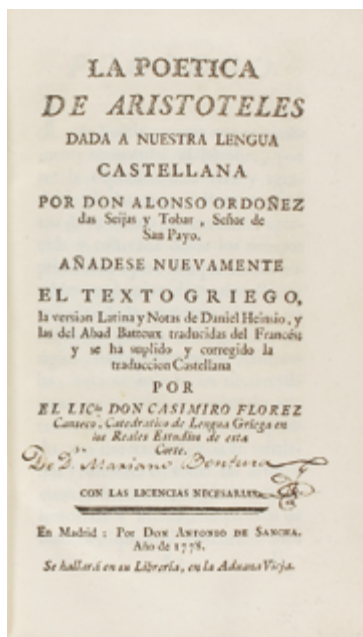 LA POETICA
DE ARISTOTELES
DADA A NUESTRA LENGUA
CASTELLANA
POR DON ALONSO ORDOÑEZ
das Seijas y Tobar, Señor de
San Payo.
AÑADESE NUEVAMENTE
EL TEXTO GRIEGO,
la version Latina y Notas de Daniel Heinsio, y
las del Abad Batteux traducidas del Francés;
y se ha suplido y corregido la
traduccion Castellana
POR
EL LIC.do DON CASIMIRO FLOREZ
Canseco, Catedratico de Lengua Griega en
los Reales Estudios de esta
Corte.
De D.n Mariano
CON LAS LICENCIAS NECESARIAS
En Madrid: Por DON ANTONIO DE SANCHA.
Año de 1778.
Se hallará en su Librería, en la Aduana Vieja.